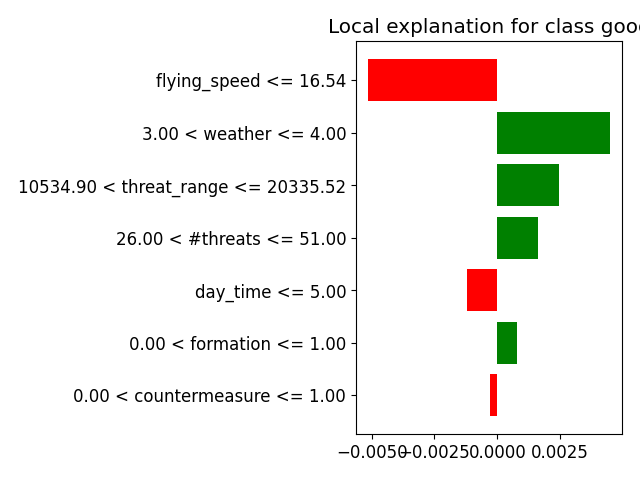 Local explanation for class good
flying_speed <= 16.54
3.00 < weather <= 4.00
10534.90 < threat_range <= 20335.52
26.00 < #threats <= 51.00
day_time <= 5.00
0.00 < formation <= 1.00
0.00 < countermeasure <= 1.00
−0.0050 −0.0025 0.0000 0.0025